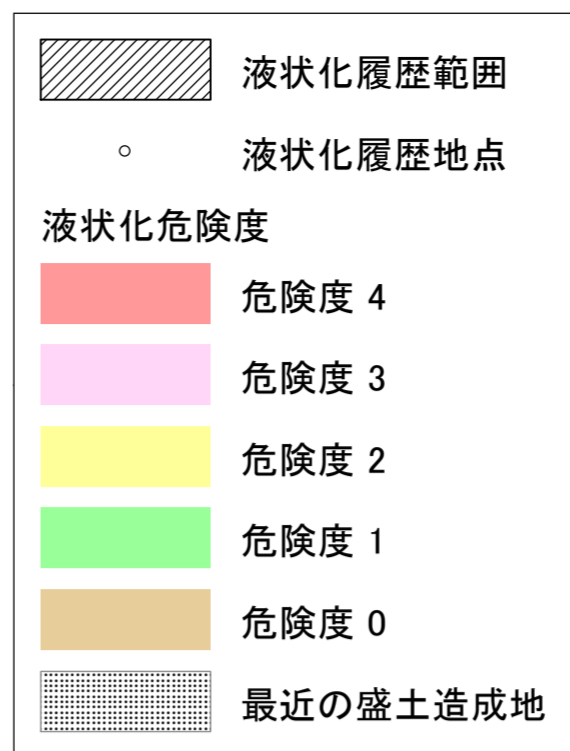 液状化履歴範囲
液状化履歴地点
液状化危険度
危険度 4
危険度 3
危険度 2
危険度 1
危険度 0
最近の盛土造成地